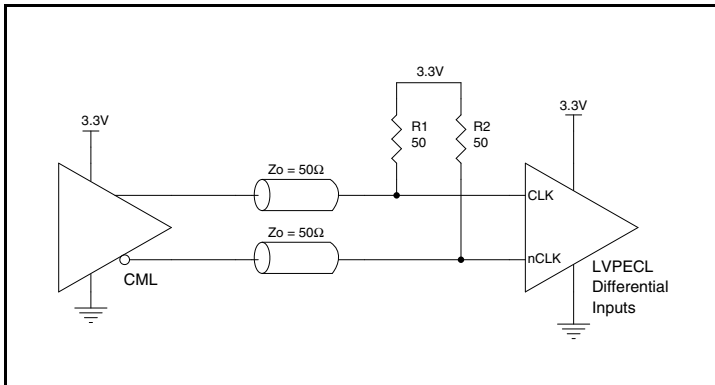 3.3V
3.3V
3.3V
R1
50
R2
50
Zo = 50Ω
Zo = 50Ω
CLK
nCLK
CML
LVPECL
Differential
Inputs